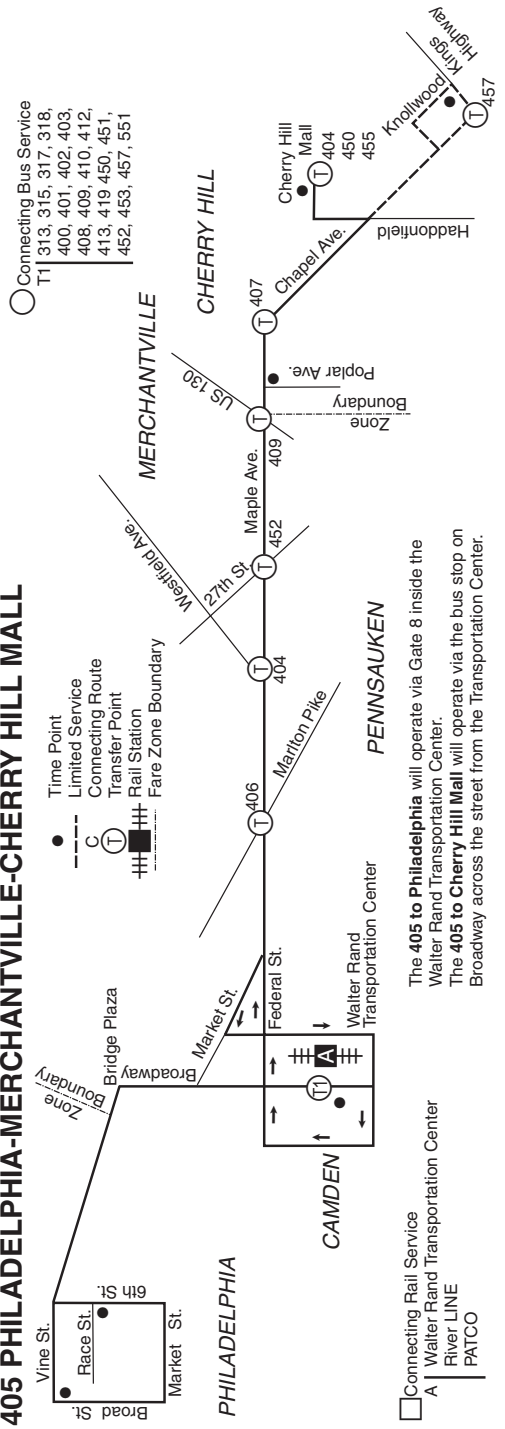 405 PHILADELPHIA-MERCHANTVILLE-CHERRY HILL MALL
Time Point
Limited Service
C Connecting Route
T Transfer Point
Rail Station
Fare Zone Boundary
Connecting Bus Service
T1 313, 315, 317, 318,
400, 401, 402, 403,
408, 409, 410, 412,
413, 419 450, 451,
452, 453, 457, 551
Vine St.
Race St.
Broad St.
6th St.
Market St.
PHILADELPHIA
Zone
Boundary
Bridge Plaza
Broadway
Market St.
Federal St.
T1
A
Walter Rand
Transportation Center
CAMDEN
T
406
Marlton Pike
T
404
Westfield Ave.
27th St.
T
452
PENNSAUKEN
Maple Ave.
MERCHANTVILLE
US 130
T
409
Zone
Boundary
Poplar Ave.
T
407
CHERRY HILL
Chapel Ave.
Haddonfield
Cherry Hill
Mall
T
404
450
455
Knollwood
Kings
Highway
T
457
Connecting Rail Service
A Walter Rand Transportation Center
River LINE
PATCO
The 405 to Philadelphia will operate via Gate 8 inside the
Walter Rand Transportation Center.
The 405 to Cherry Hill Mall will operate via the bus stop on
Broadway across the street from the Transportation Center.